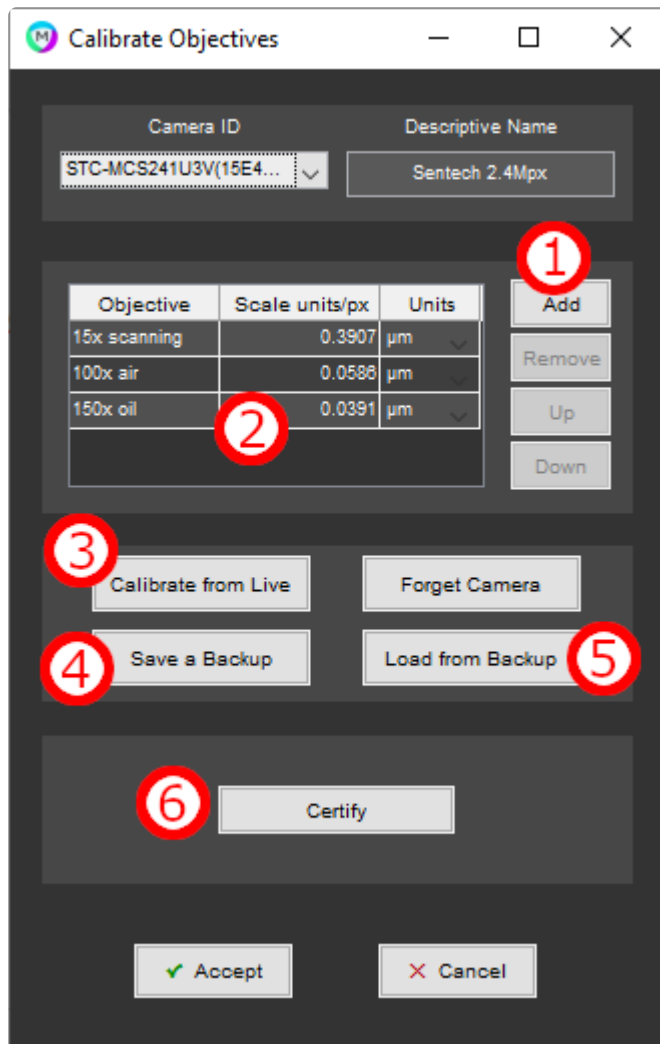 M Calibrate Objectives
Camera ID Descriptive Name
STC-MCS241U3V(15E4... Sentech 2.4Mpx
1
Objective Scale units/px Units Add
15x scanning 0.3907 µm
Remove
100x air 0.0586 µm
150x oil 0.0391 µm Up
2
Down
3
Calibrate from Live Forget Camera
4 Save a Backup Load from Backup 5
6 Certify
✔ Accept × Cancel